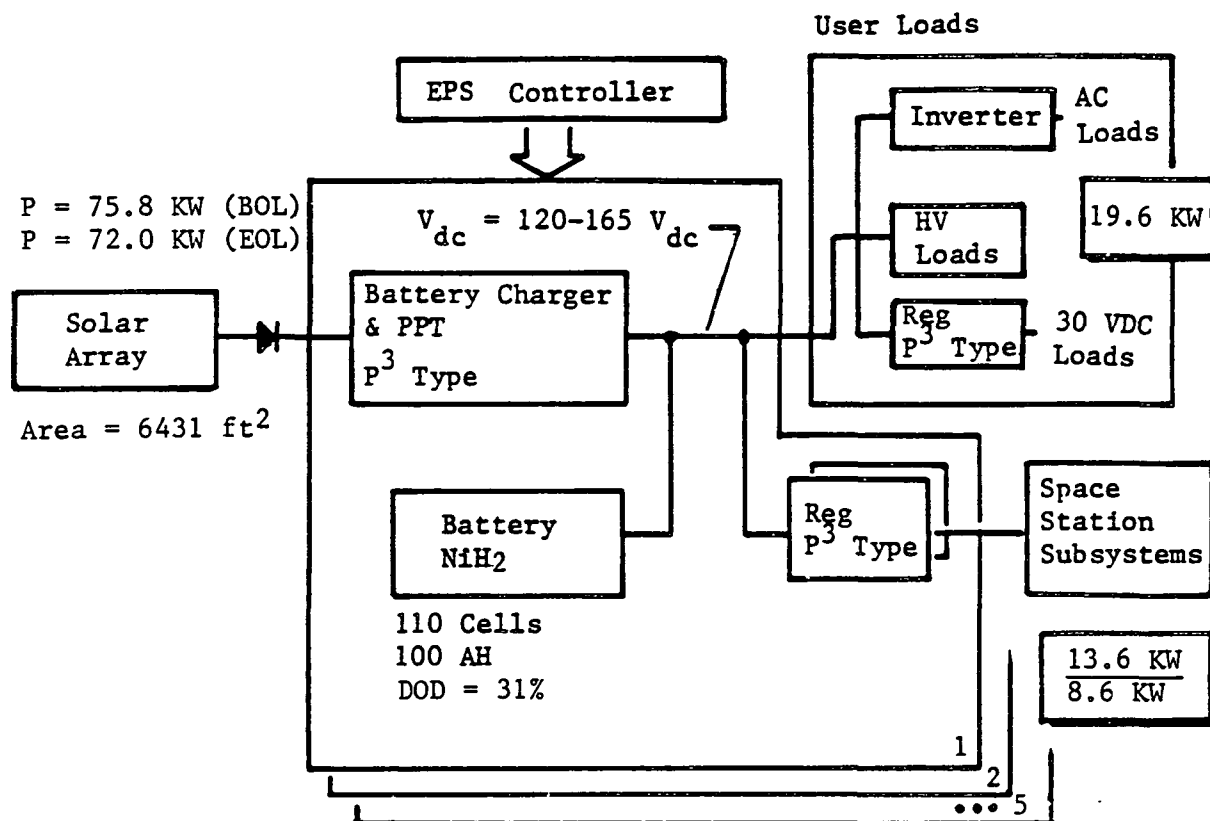 User Loads
EPS Controller
Inverter
AC
Loads
P = 75.8 KW (BOL)
P = 72.0 KW (EOL)
V_dc = 120-165 V_dc
HV
Loads
19.6 KW
Solar
Array
Battery Charger
& PPT
P³ Type
Reg
P³ Type
30 VDC
Loads
Area = 6431 ft²
Battery
NiH₂
Reg
P³ Type
Space
Station
Subsystems
110 Cells
100 AH
DOD = 31%
13.6 KW
8.6 KW
1
2
••• 5